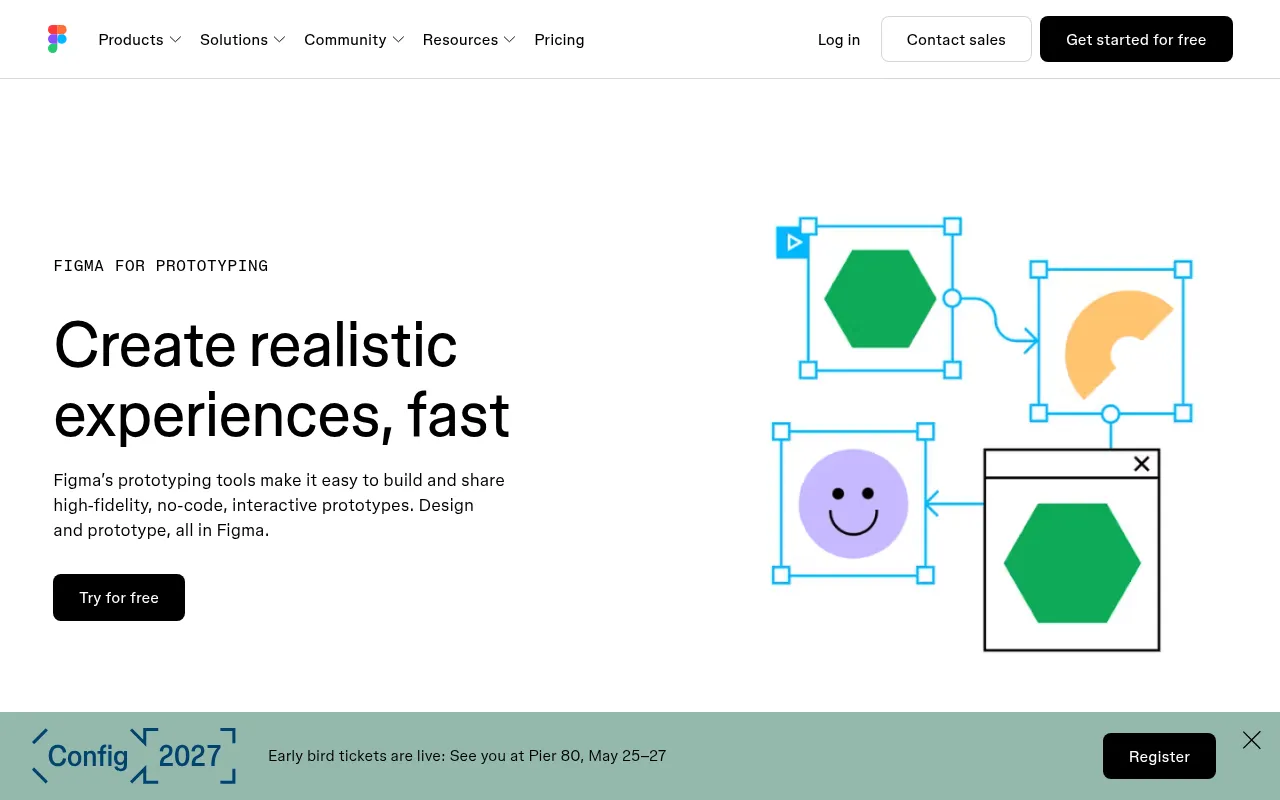 Products Solutions Community Resources Pricing Log in Contact sales Get started for free
FIGMA FOR PROTOTYPING
Create realistic
experiences, fast
Figma’s prototyping tools make it easy to build and share
high-fidelity, no-code, interactive prototypes. Design
and prototype, all in Figma.
Try for free
Config 2027 Early bird tickets are live: See you at Pier 80, May 25–27 Register